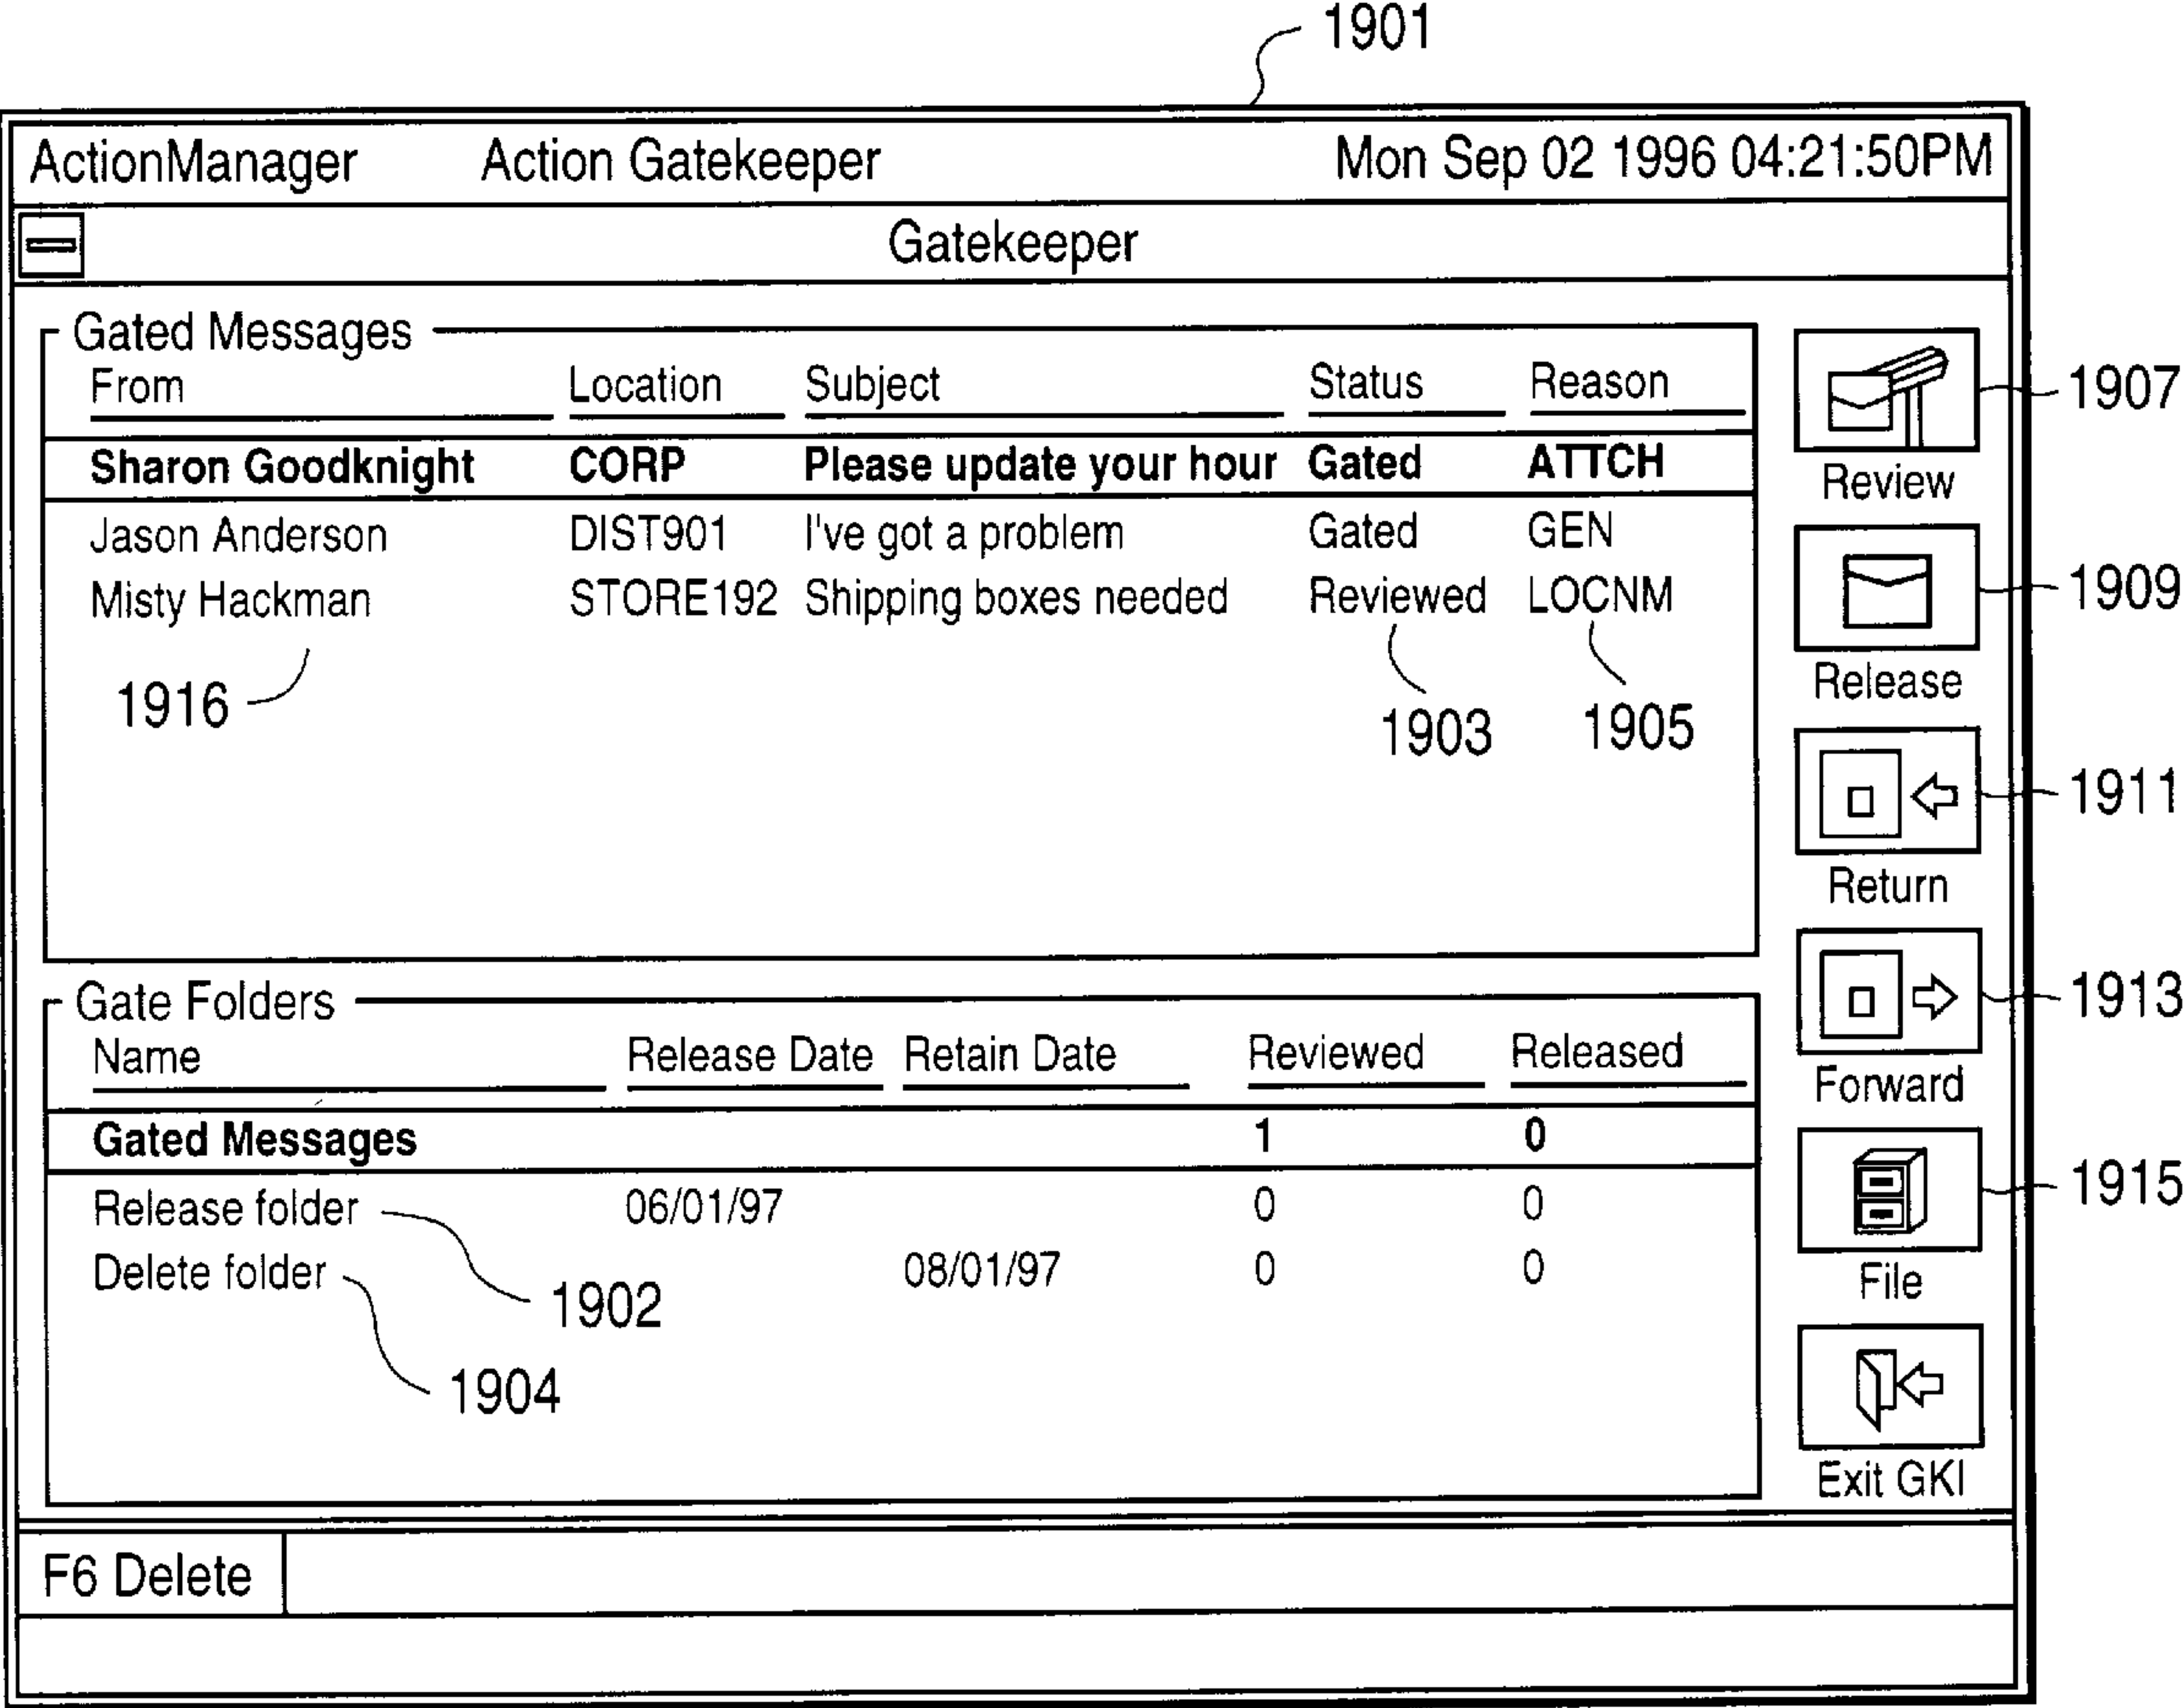 1901
ActionManager Action Gatekeeper Mon Sep 02 1996 04:21:50PM
Gatekeeper
Gated Messages
From Location Subject Status Reason
Sharon Goodknight CORP Please update your hour Gated ATTCH
Jason Anderson DIST901 I've got a problem Gated GEN
Misty Hackman STORE192 Shipping boxes needed Reviewed LOCNM
1916
1903
1905
Review
1907
Release
1909
Return
1911
Forward
1913
File
1915
Exit GKI
Gate Folders
Name Release Date Retain Date Reviewed Released
Gated Messages 1 0
Release folder 06/01/97 0 0
Delete folder 08/01/97 0 0
1902
1904
F6 Delete